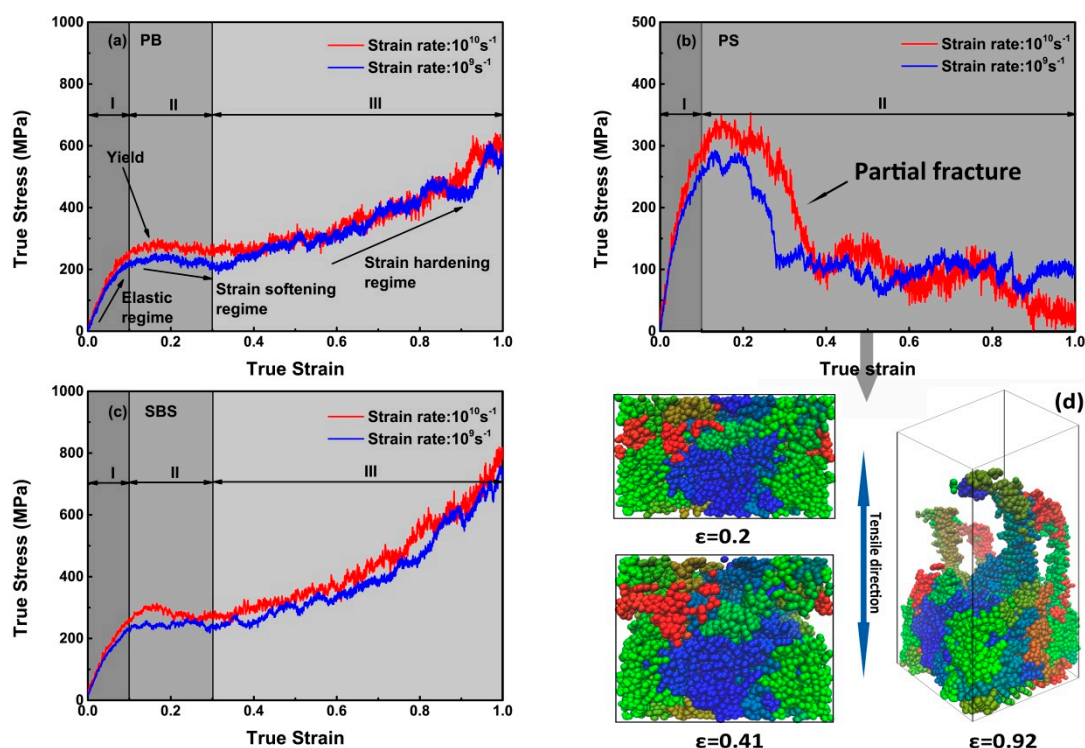 (a) PB
Strain rate:10¹⁰s⁻¹
Strain rate:10⁹s⁻¹
I II III
Yield
Elastic
regime
Strain softening
regime
Strain hardening
regime
True Stress (MPa)
0 200 400 600 800 1000
0.0 0.2 0.4 0.6 0.8 1.0
True Strain
(b) PS
Strain rate:10¹⁰s⁻¹
Strain rate:10⁹s⁻¹
I II
Partial fracture
True Stress (MPa)
0 100 200 300 400 500
0.0 0.2 0.4 0.6 0.8 1.0
True strain
(c) SBS
Strain rate:10¹⁰s⁻¹
Strain rate:10⁹s⁻¹
I II III
True Stress (MPa)
0 200 400 600 800 1000
0.0 0.2 0.4 0.6 0.8 1.0
True Strain
(d)
ε=0.2
Tensile direction
ε=0.41
ε=0.92